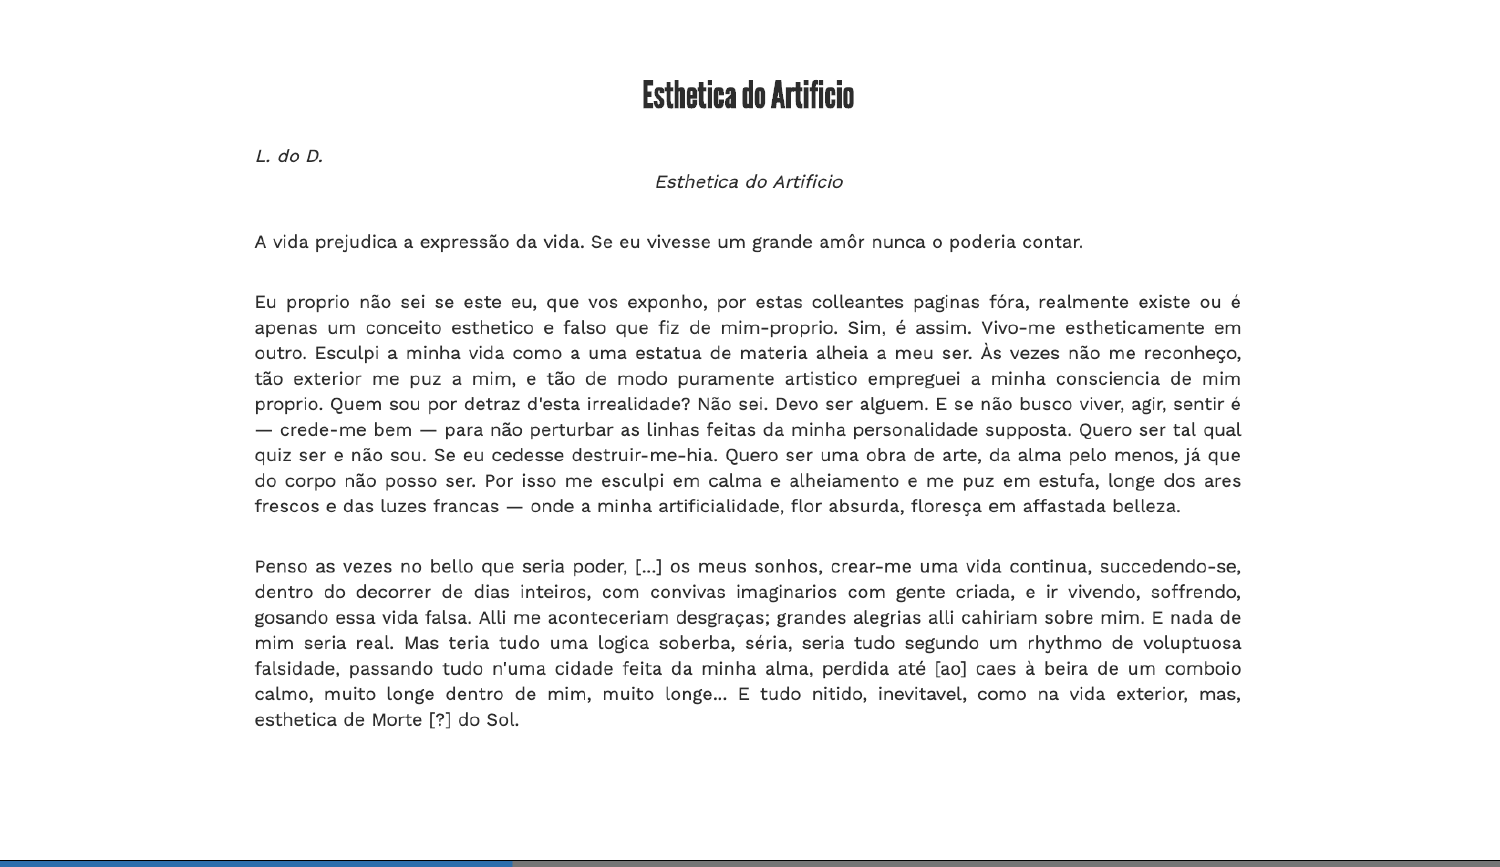 Esthetica do Artificio
L. do D.
Esthetica do Artificio
A vida prejudica a expressão da vida. Se eu vivesse um grande amôr nunca o poderia contar.
Eu proprio não sei se este eu, que vos exponho, por estas colleantes paginas fóra, realmente existe ou é
apenas um conceito esthetico e falso que fiz de mim-proprio. Sim, é assim. Vivo-me estheticamente em
outro. Esculpi a minha vida como a uma estatua de materia alheia a meu ser. Às vezes não me reconheço,
tão exterior me puz a mim, e tão de modo puramente artistico empreguei a minha consciencia de mim
proprio. Quem sou por detraz d'esta irrealidade? Não sei. Devo ser alguem. E se não busco viver, agir, sentir é
— crede-me bem — para não perturbar as linhas feitas da minha personalidade supposta. Quero ser tal qual
quiz ser e não sou. Se eu cedesse destruir-me-hia. Quero ser uma obra de arte, da alma pelo menos, já que
do corpo não posso ser. Por isso me esculpi em calma e alheiamento e me puz em estufa, longe dos ares
frescos e das luzes francas — onde a minha artificialidade, flor absurda, floresça em affastada belleza.
Penso as vezes no bello que seria poder, [...] os meus sonhos, crear-me uma vida continua, succedendo-se,
dentro do decorrer de dias inteiros, com convivas imaginarios com gente criada, e ir vivendo, soffrendo,
gosando essa vida falsa. Alli me aconteceriam desgraças; grandes alegrias alli cahiriam sobre mim. E nada de
mim seria real. Mas teria tudo uma logica soberba, séria, seria tudo segundo um rhythmo de voluptuosa
falsidade, passando tudo n'uma cidade feita da minha alma, perdida até [ao] caes à beira de um comboio
calmo, muito longe dentro de mim, muito longe... E tudo nitido, inevitavel, como na vida exterior, mas,
esthetica de Morte [?] do Sol.